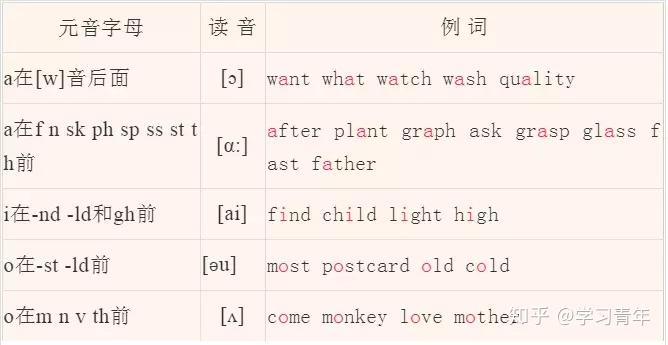 元音字母 读 音 例 词
a在[w]音后面 [ɔ] want what watch wash quality
a在f n sk ph sp ss st t
h前 [ɑ:] after plant graph ask grasp glass f
ast father
i在-nd -ld和gh前 [ai] find child light high
o在-st -ld前 [əu] most postcard old cold
o在m n v th前 [ʌ] come monkey love mother
知乎 @学习青年